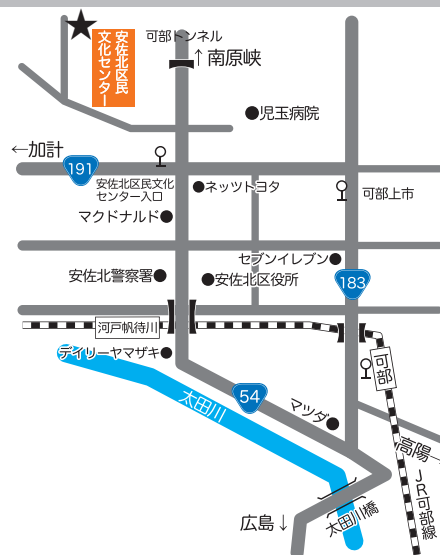 安佐北区民
文化センター
可部トンネル
↑南原峡
児玉病院
←加計
191
安佐北区民文化
センター入口
ネッツトヨタ
可部上市
マクドナルド
セブンイレブン
安佐北警察署
安佐北区役所
183
河戸帆待川
デイリーヤマザキ
可部
54
太田川
マツダ
高陽→
JR可部線
広島↓
太田川橋